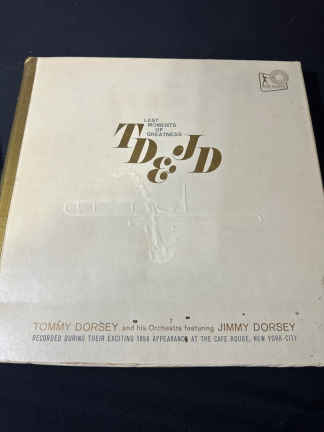 LAST
MOMENTS
OF
GREATNESS
TD & JD
TOMMY DORSEY and his Orchestra featuring JIMMY DORSEY
RECORDED DURING THEIR EXCITING 1956 APPEARANCE AT THE CAFE ROUGE, NEW YORK CITY